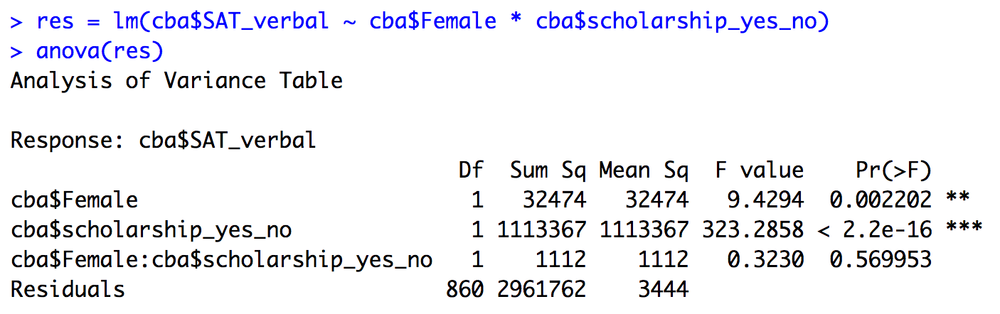 > res = lm(cba$SAT_verbal ~ cba$Female * cba$scholarship_yes_no)
> anova(res)
Analysis of Variance Table
Response: cba$SAT_verbal
Df Sum Sq Mean Sq F value Pr(>F)
cba$Female 1 32474 32474 9.4294 0.002202 **
cba$scholarship_yes_no 1 1113367 1113367 323.2858 < 2.2e-16 ***
cba$Female:cba$scholarship_yes_no 1 1112 1112 0.3230 0.569953
Residuals 860 2961762 3444